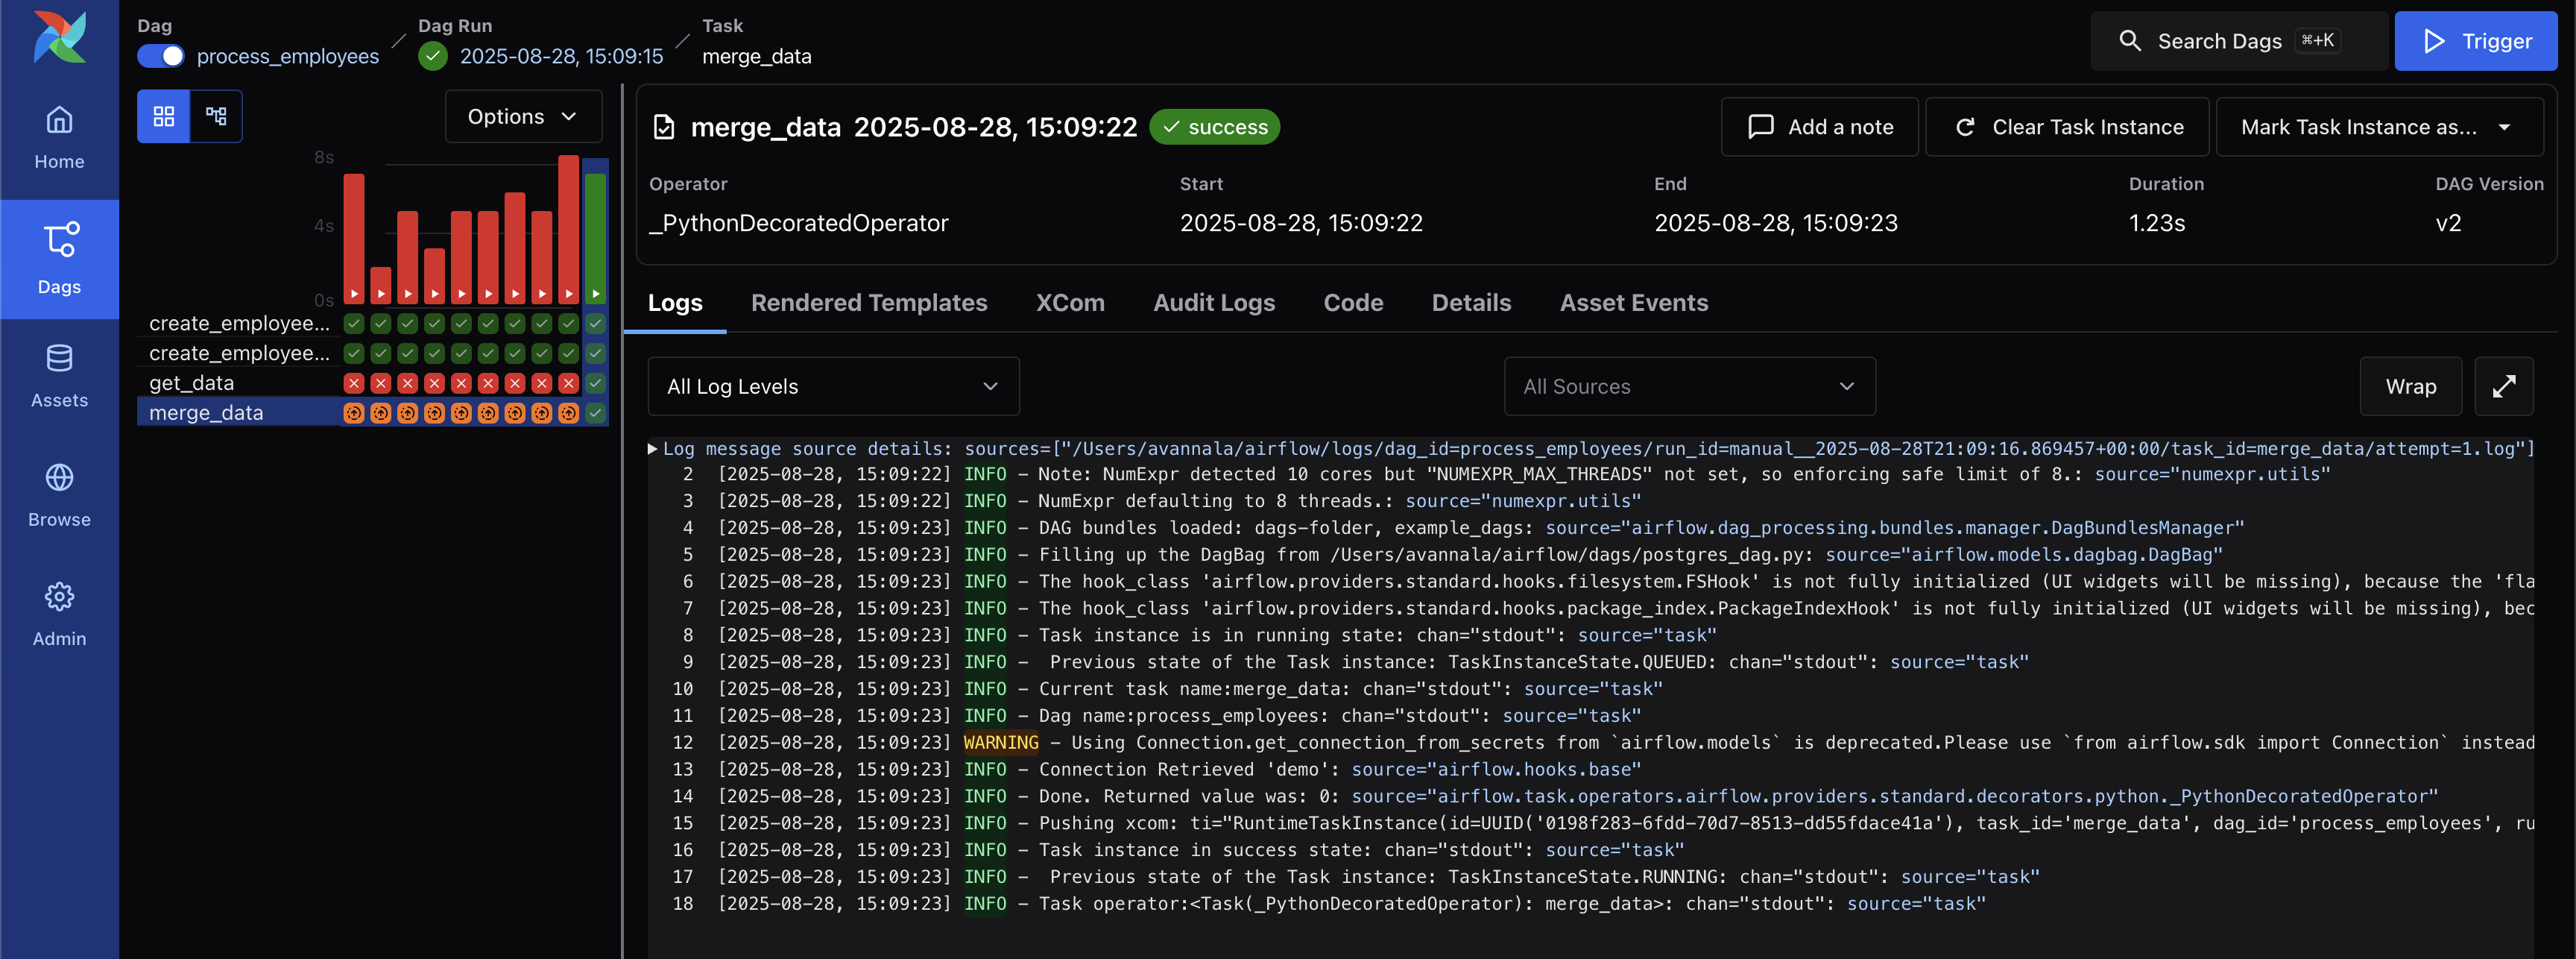 Dag
process_employees
Dag Run
2025-08-28, 15:09:15
Task
merge_data
Search Dags
⌘+K
Trigger
Home
Dags
Assets
Browse
Admin
Options
8s
4s
0s
create_employee...
create_employee...
get_data
merge_data
merge_data 2025-08-28, 15:09:22 success
Add a note
Clear Task Instance
Mark Task Instance as...
Operator Start End Duration DAG Version
_PythonDecoratedOperator 2025-08-28, 15:09:22 2025-08-28, 15:09:23 1.23s v2
Logs Rendered Templates XCom Audit Logs Code Details Asset Events
All Log Levels All Sources Wrap
Log message source details: sources=["/Users/avannala/airflow/logs/dag_id=process_employees/run_id=manual__2025-08-28T21:09:16.869457+00:00/task_id=merge_data/attempt=1.log"]
2 [2025-08-28, 15:09:22] INFO - Note: NumExpr detected 10 cores but "NUMEXPR_MAX_THREADS" not set, so enforcing safe limit of 8.: source="numexpr.utils"
3 [2025-08-28, 15:09:22] INFO - NumExpr defaulting to 8 threads.: source="numexpr.utils"
4 [2025-08-28, 15:09:23] INFO - DAG bundles loaded: dags-folder, example_dags: source="airflow.dag_processing.bundles.manager.DagBundlesManager"
5 [2025-08-28, 15:09:23] INFO - Filling up the DagBag from /Users/avannala/airflow/dags/postgres_dag.py: source="airflow.models.dagbag.DagBag"
6 [2025-08-28, 15:09:23] INFO - The hook_class 'airflow.providers.standard.hooks.filesystem.FSHook' is not fully initialized (UI widgets will be missing), because the 'fla
7 [2025-08-28, 15:09:23] INFO - The hook_class 'airflow.providers.standard.hooks.package_index.PackageIndexHook' is not fully initialized (UI widgets will be missing), bec
8 [2025-08-28, 15:09:23] INFO - Task instance is in running state: chan="stdout": source="task"
9 [2025-08-28, 15:09:23] INFO -  Previous state of the Task instance: TaskInstanceState.QUEUED: chan="stdout": source="task"
10 [2025-08-28, 15:09:23] INFO - Current task name:merge_data: chan="stdout": source="task"
11 [2025-08-28, 15:09:23] INFO - Dag name:process_employees: chan="stdout": source="task"
12 [2025-08-28, 15:09:23] WARNING - Using Connection.get_connection_from_secrets from `airflow.models` is deprecated.Please use `from airflow.sdk import Connection` instead
13 [2025-08-28, 15:09:23] INFO - Connection Retrieved 'demo': source="airflow.hooks.base"
14 [2025-08-28, 15:09:23] INFO - Done. Returned value was: 0: source="airflow.task.operators.airflow.providers.standard.decorators.python._PythonDecoratedOperator"
15 [2025-08-28, 15:09:23] INFO - Pushing xcom: ti="RuntimeTaskInstance(id=UUID('0198f283-6fdd-70d7-8513-dd55fdace41a'), task_id='merge_data', dag_id='process_employees', ru
16 [2025-08-28, 15:09:23] INFO - Task instance in success state: chan="stdout": source="task"
17 [2025-08-28, 15:09:23] INFO -  Previous state of the Task instance: TaskInstanceState.RUNNING: chan="stdout": source="task"
18 [2025-08-28, 15:09:23] INFO - Task operator:<Task(_PythonDecoratedOperator): merge_data>: chan="stdout": source="task"